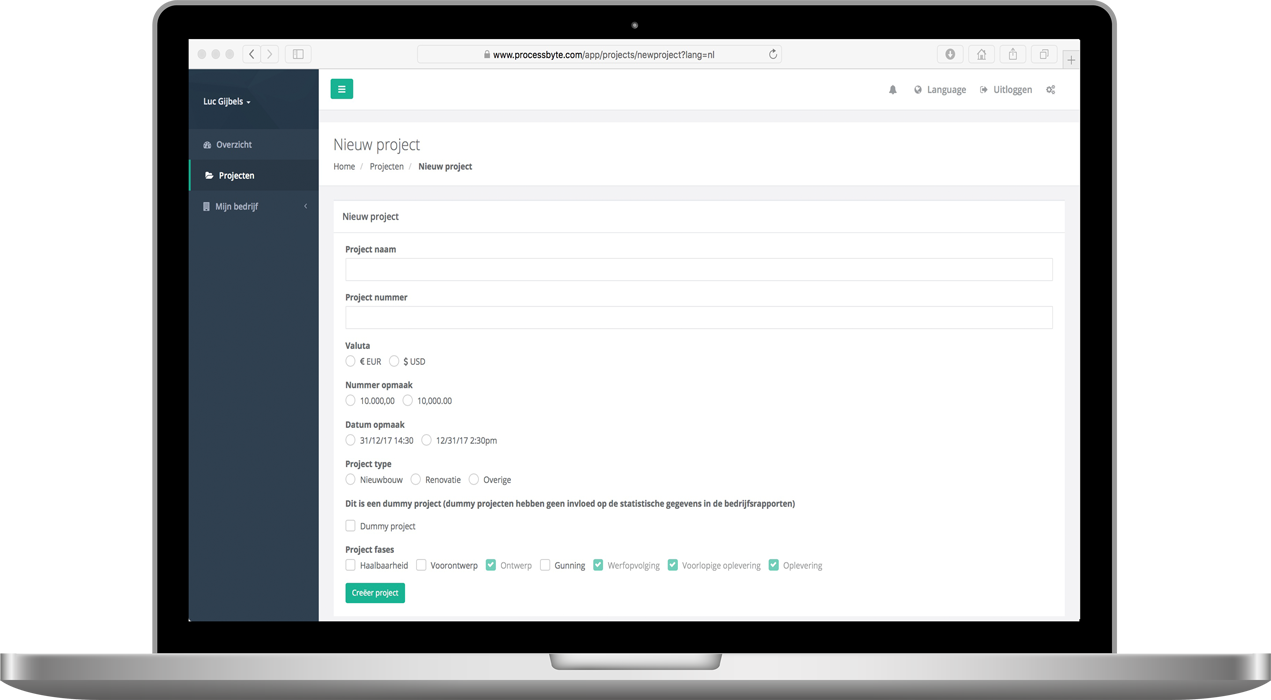 www.processbyte.com/app/projects/newproject?lang=nl
Luc Gijbels
Language Uitloggen
Overzicht
Projecten
Mijn bedrijf
Nieuw project
Home / Projecten / Nieuw project
Nieuw project
Project naam
Project nummer
Valuta
€ EUR $ USD
Nummer opmaak
10.000,00 10,000.00
Datum opmaak
31/12/17 14:30 12/31/17 2:30pm
Project type
Nieuwbouw Renovatie Overige
Dit is een dummy project (dummy projecten hebben geen invloed op de statistische gegevens in de bedrijfsrapporten)
Dummy project
Project fases
Haalbaarheid Voorontwerp Ontwerp Gunning Werfopvolging Voorlopige oplevering Oplevering
Creëer project